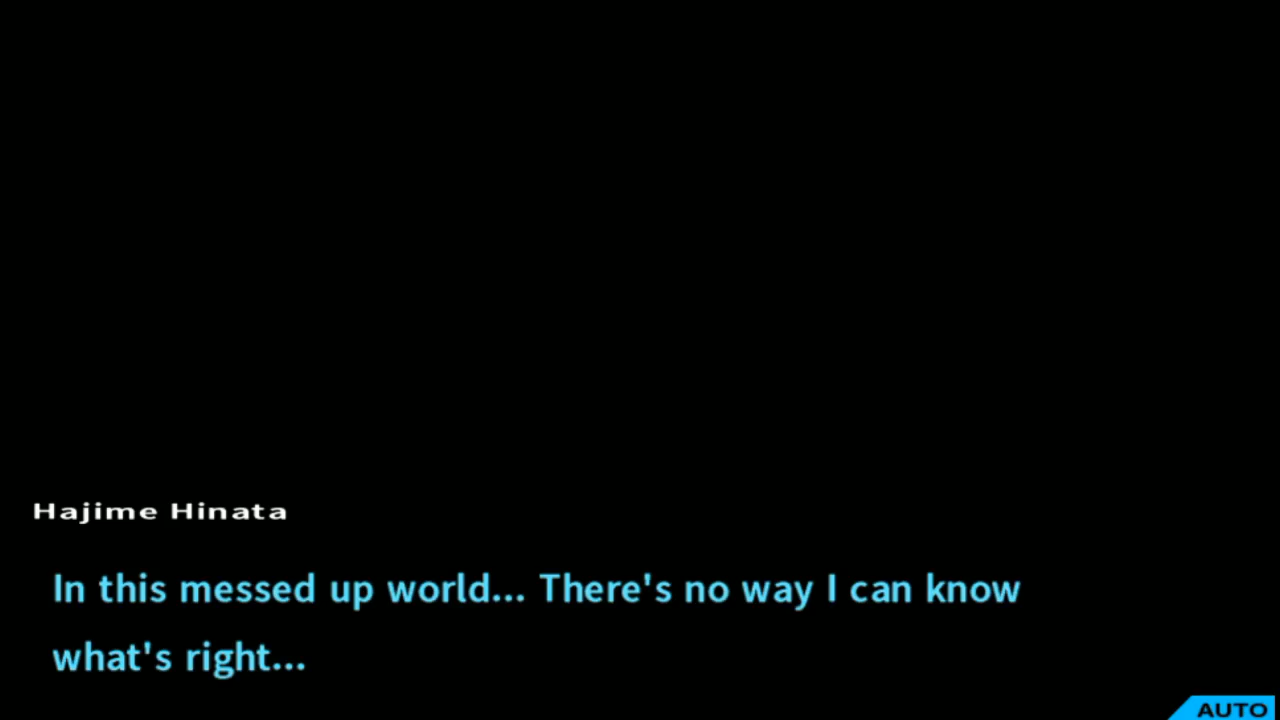 Hajime Hinata
In this messed up world... There's no way I can know
what's right...
AUTO